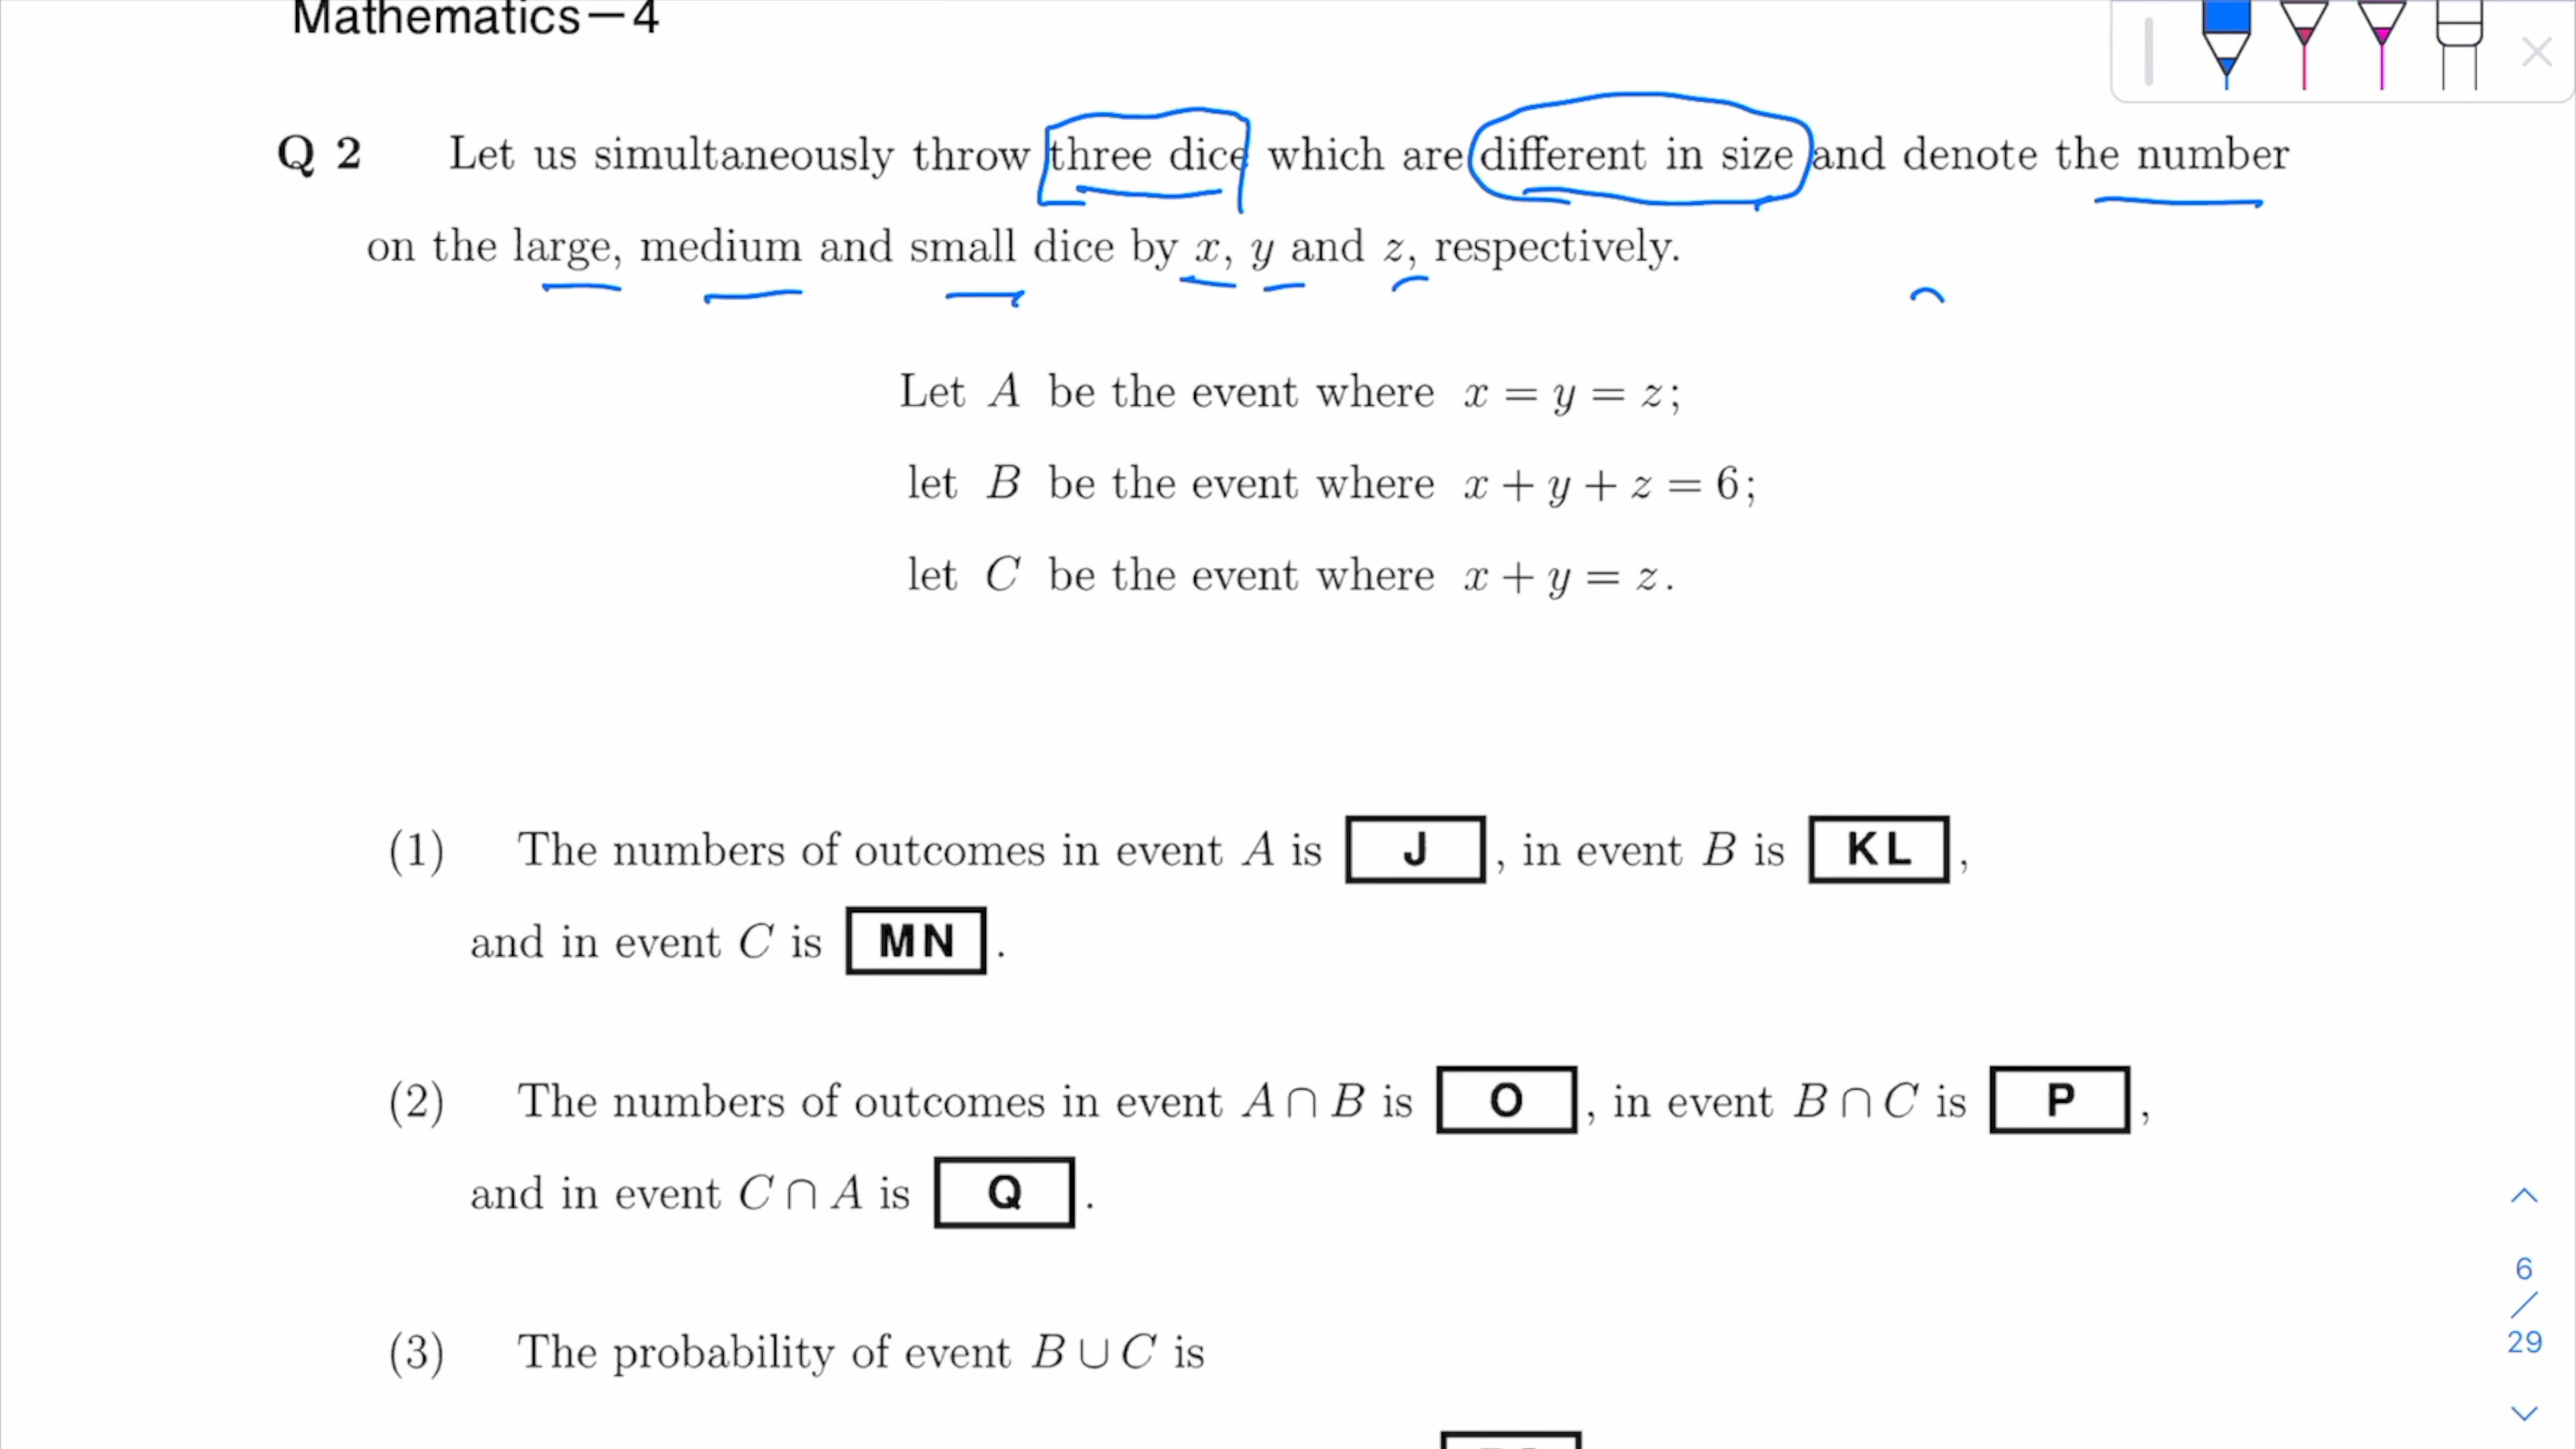 Mathematics－4
Q 2 Let us simultaneously throw three dice which are different in size and denote the number
on the large, medium and small dice by x, y and z, respectively.
Let A be the event where x = y = z;
let B be the event where x + y + z = 6;
let C be the event where x + y = z.
(1) The numbers of outcomes in event A is J , in event B is KL ,
and in event C is MN .
(2) The numbers of outcomes in event A ∩ B is O , in event B ∩ C is P ,
and in event C ∩ A is Q .
(3) The probability of event B ∪ C is
6
/
29